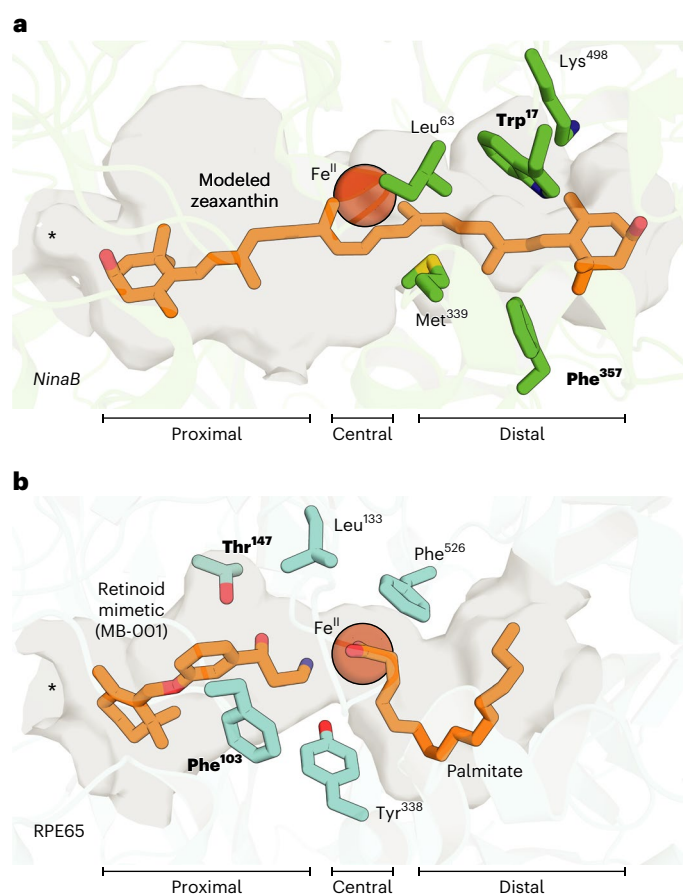 a
Lys⁴⁹⁸
Trp¹⁷
Leu⁶³
Feᴵᴵ
Modeled
zeaxanthin
*
Met³³⁹
NinaB
Phe³⁵⁷
Proximal
Central
Distal
b
Leu¹³³
Thr¹⁴⁷
Phe⁵²⁶
Retinoid
mimetic
(MB-001)
Feᴵᴵ
*
Phe¹⁰³
Palmitate
Tyr³³⁸
RPE65
Proximal
Central
Distal